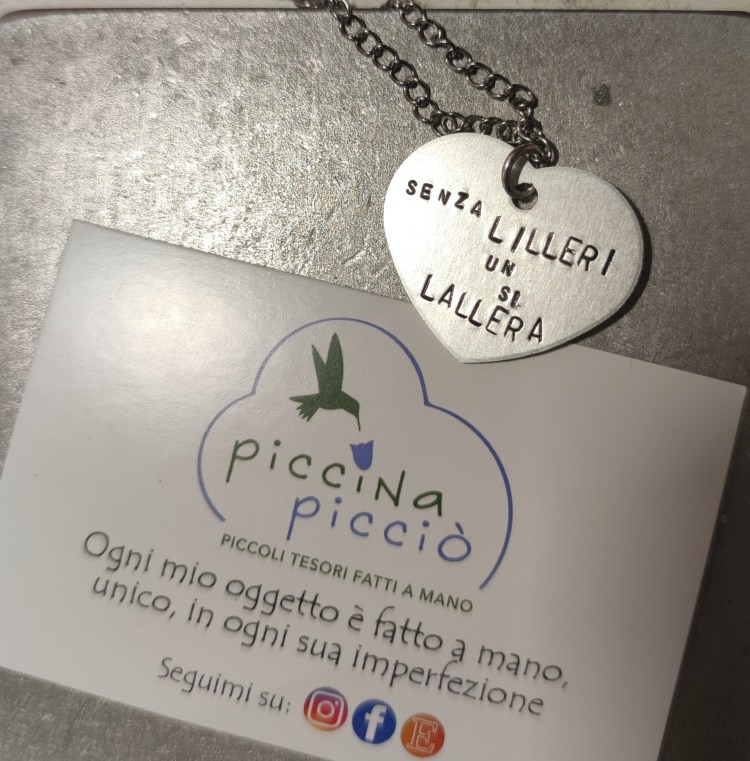 SENZA LILLERI
UN
SI
LALLERA
piccina
picciò
PICCOLI TESORI FATTI A MANO
Ogni mio oggetto è fatto a mano,
unico, in ogni sua imperfezione
Seguimi su: